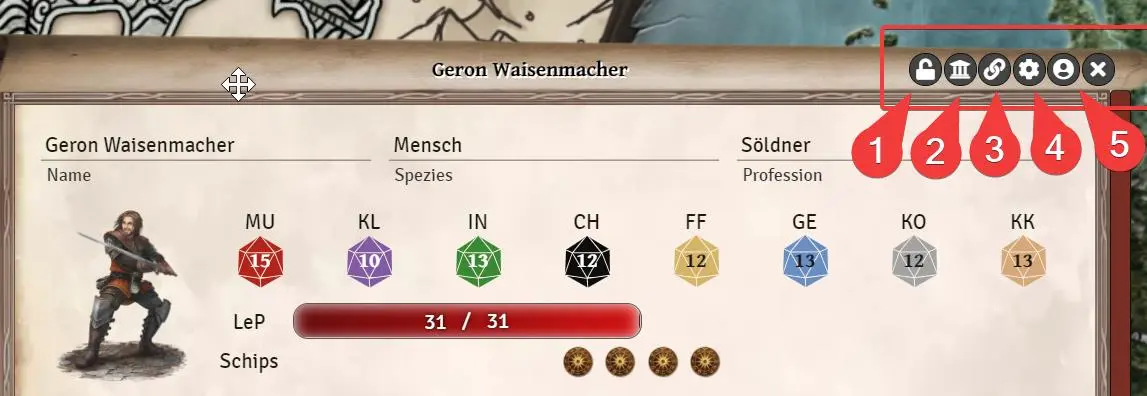 Geron Waisenmacher
1 2 3 4 5
Geron Waisenmacher Mensch Söldner
Name Spezies Profession
MU KL IN CH FF GE KO KK
15 10 13 12 12 13 12 13
LeP 31 / 31
Schips